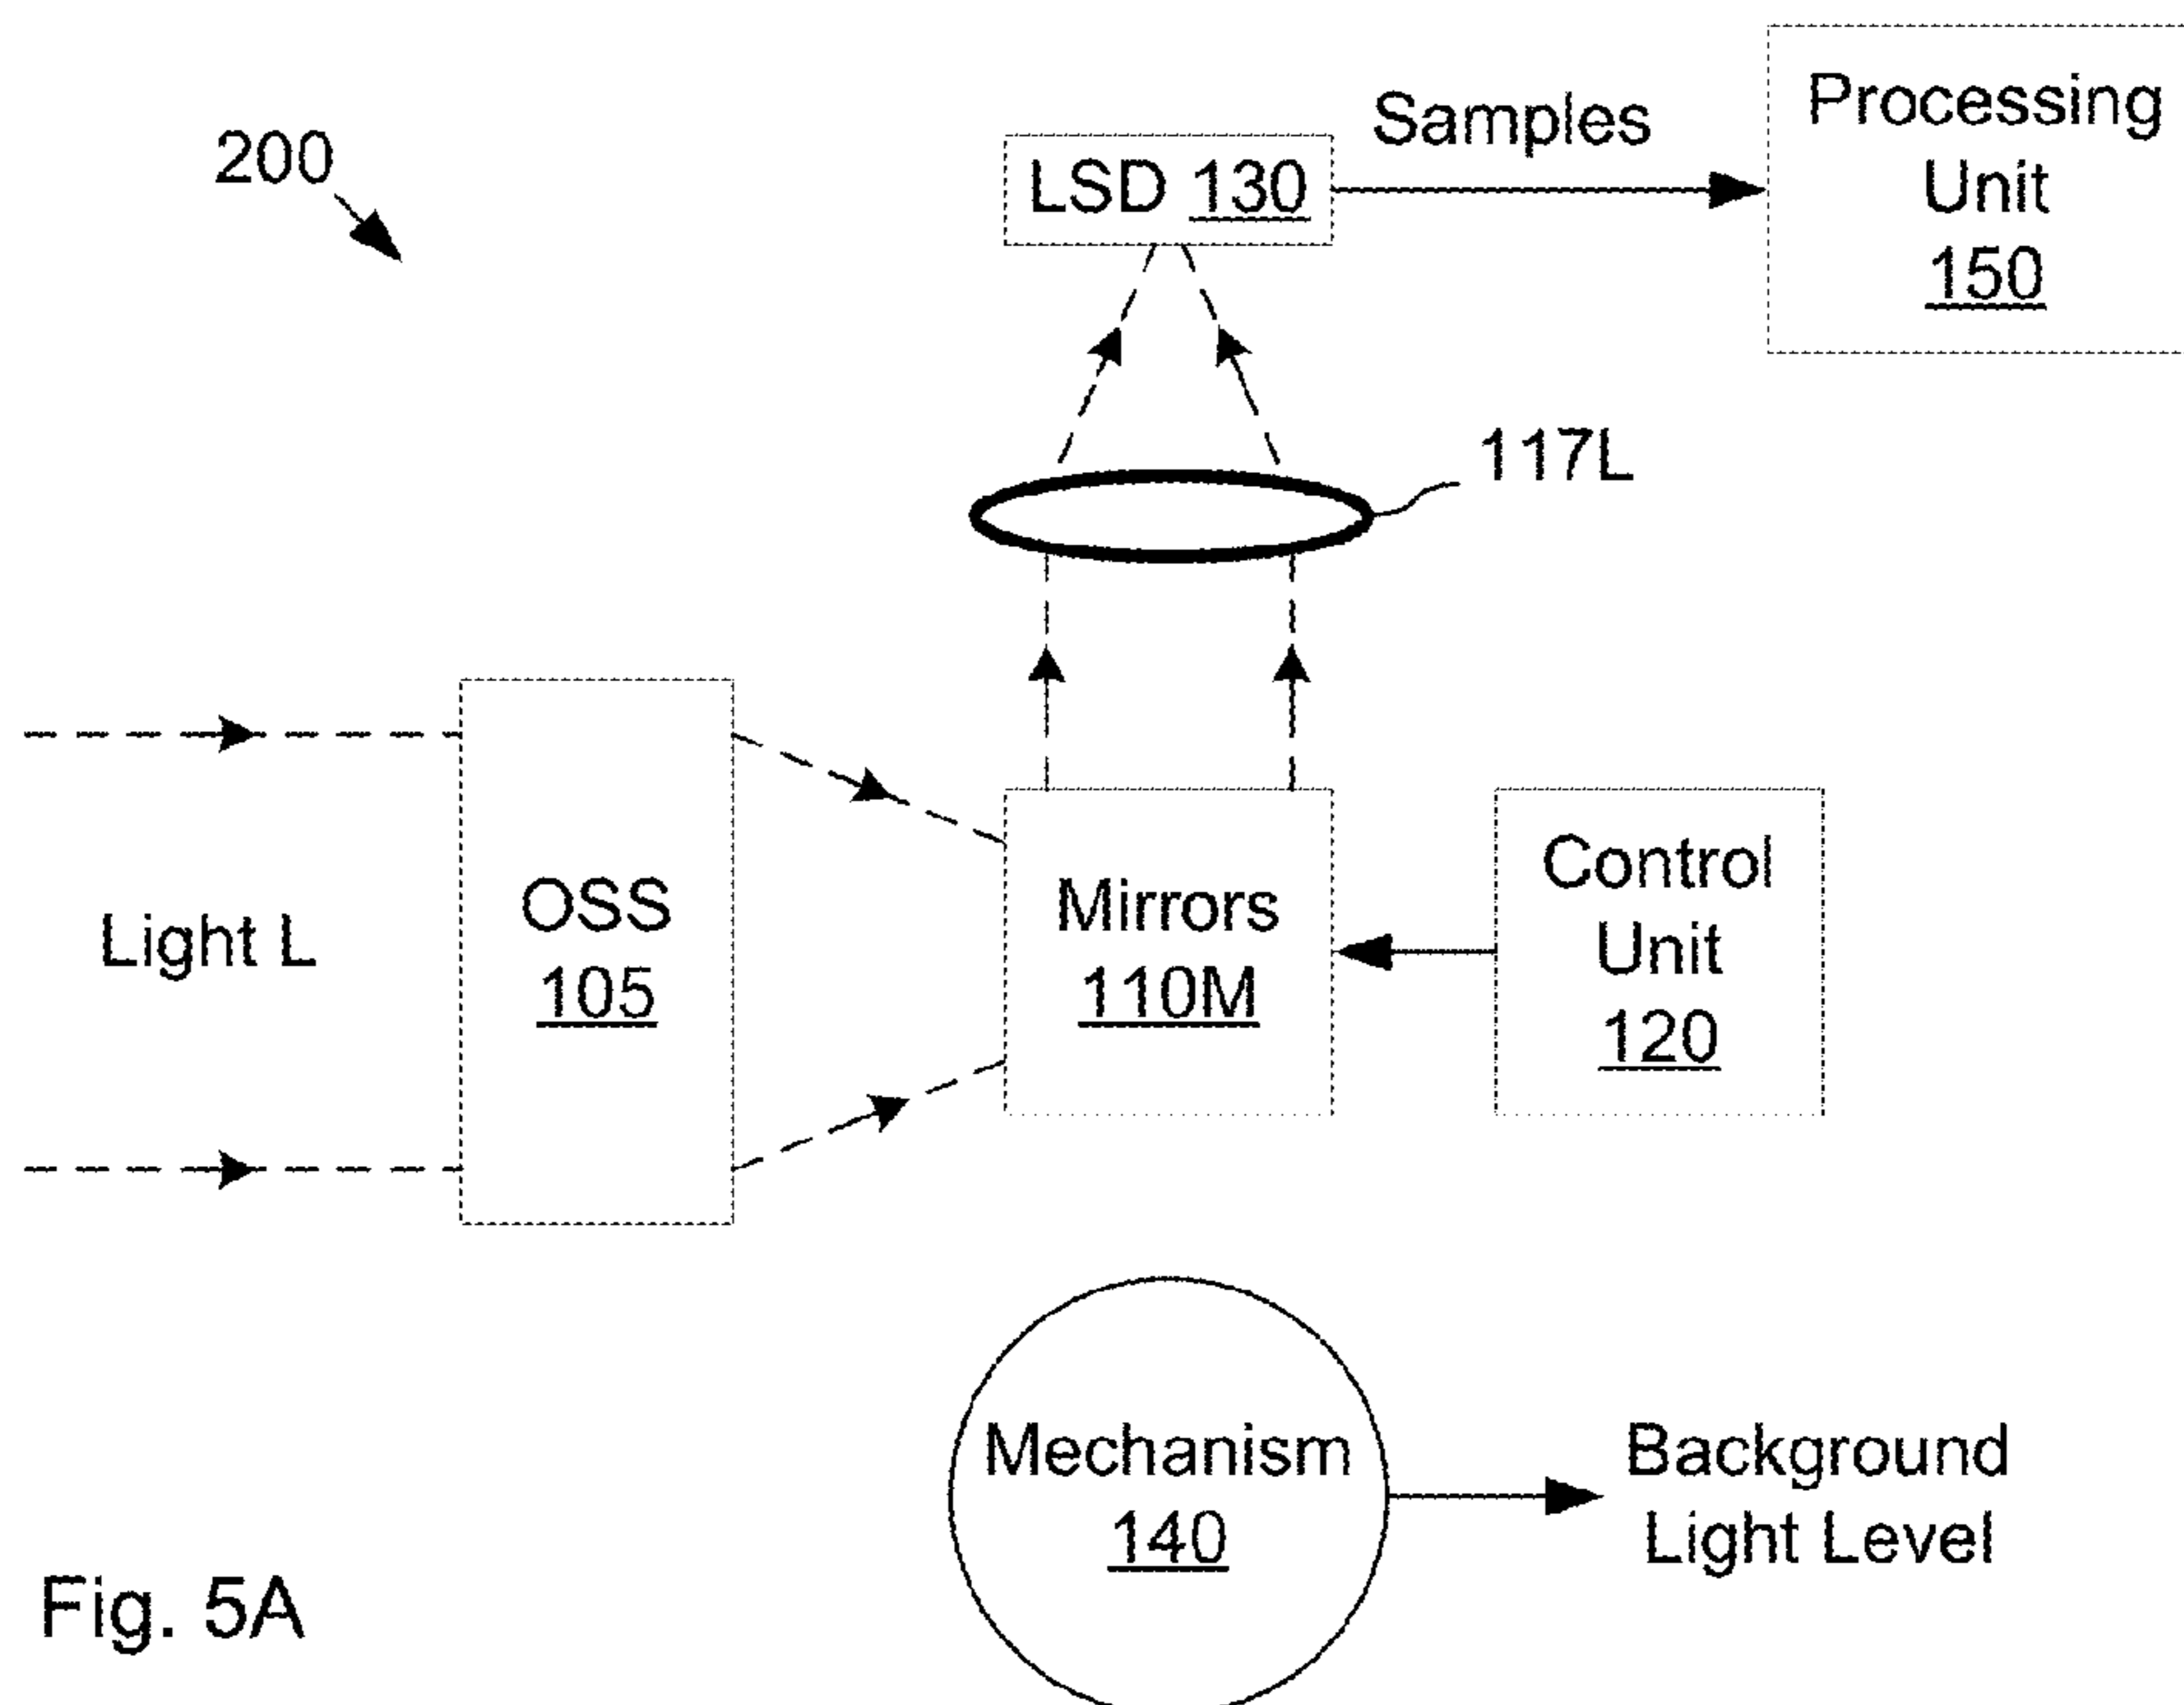 200
LSD 130
Samples
Processing
Unit
150
117L
Light L
OSS
105
Mirrors
110M
Control
Unit
120
Mechanism
140
Background
Light Level
Fig. 5A